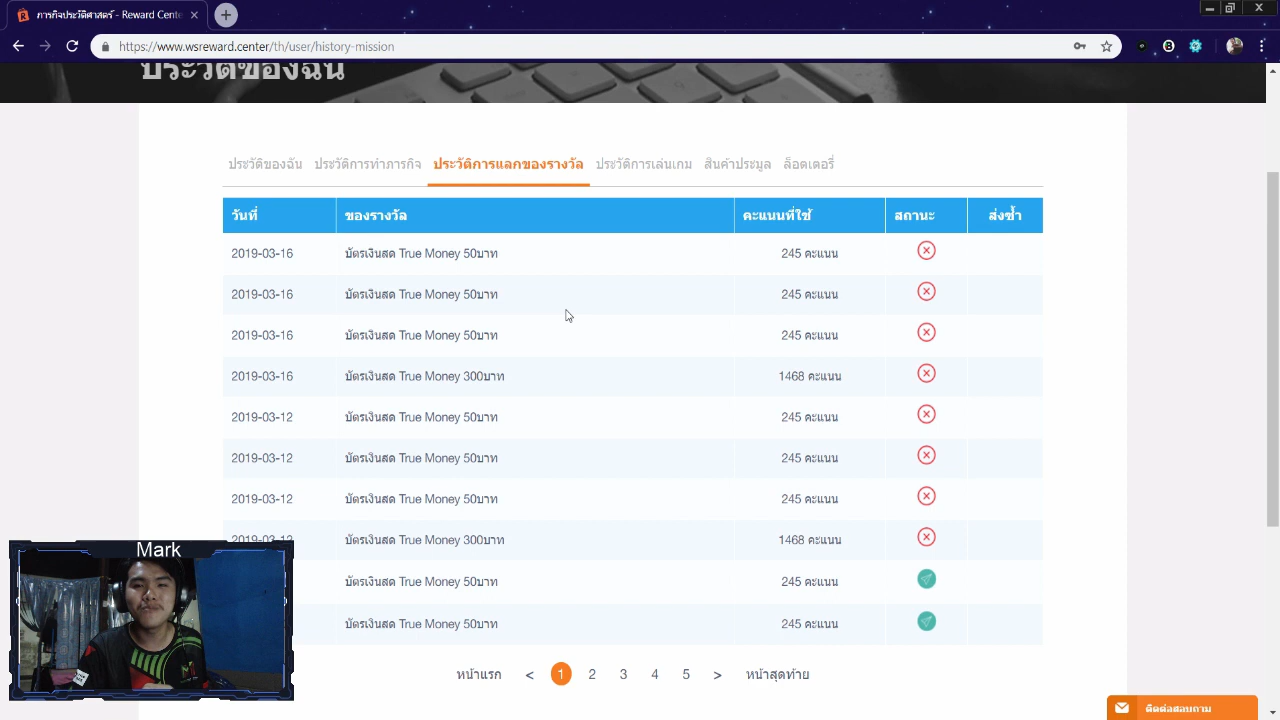 ภารกิจประวัติศาสตร์ - Reward Cente
https://www.wsreward.center/th/user/history-mission
ประวัติของฉัน
ประวัติของฉัน ประวัติการทำภารกิจ ประวัติการแลกของรางวัล ประวัติการเล่นเกม สินค้าประมูล ล็อตเตอรี่
วันที่ ของรางวัล คะแนนที่ใช้ สถานะ ส่งซ้ำ
2019-03-16 บัตรเงินสด True Money 50บาท 245 คะแนน
2019-03-16 บัตรเงินสด True Money 50บาท 245 คะแนน
2019-03-16 บัตรเงินสด True Money 50บาท 245 คะแนน
2019-03-16 บัตรเงินสด True Money 300บาท 1468 คะแนน
2019-03-12 บัตรเงินสด True Money 50บาท 245 คะแนน
2019-03-12 บัตรเงินสด True Money 50บาท 245 คะแนน
2019-03-12 บัตรเงินสด True Money 50บาท 245 คะแนน
2019-03-12 บัตรเงินสด True Money 300บาท 1468 คะแนน
บัตรเงินสด True Money 50บาท 245 คะแนน
บัตรเงินสด True Money 50บาท 245 คะแนน
Mark
หน้าแรก < 1 2 3 4 5 > หน้าสุดท้าย
ติดต่อสอบถาม